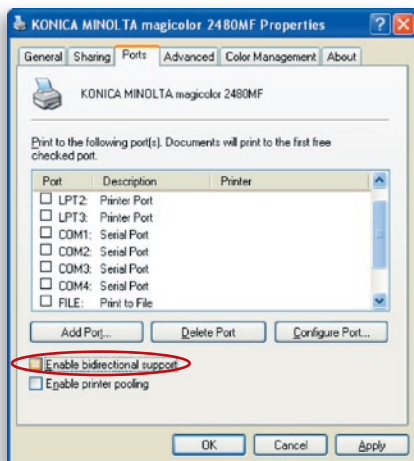 KONICA MINOLTA magicolor 2480MF Properties
General Sharing Ports Advanced Color Management About
KONICA MINOLTA magicolor 2480MF
Print to the following port(s). Documents will print to the first free
checked port.
Port Description Printer
LPT2: Printer Port
LPT3: Printer Port
COM1: Serial Port
COM2: Serial Port
COM3: Serial Port
COM4: Serial Port
FILE: Print to File
Add Port... Delete Port Configure Port...
Enable bidirectional support
Enable printer pooling
OK Cancel Apply